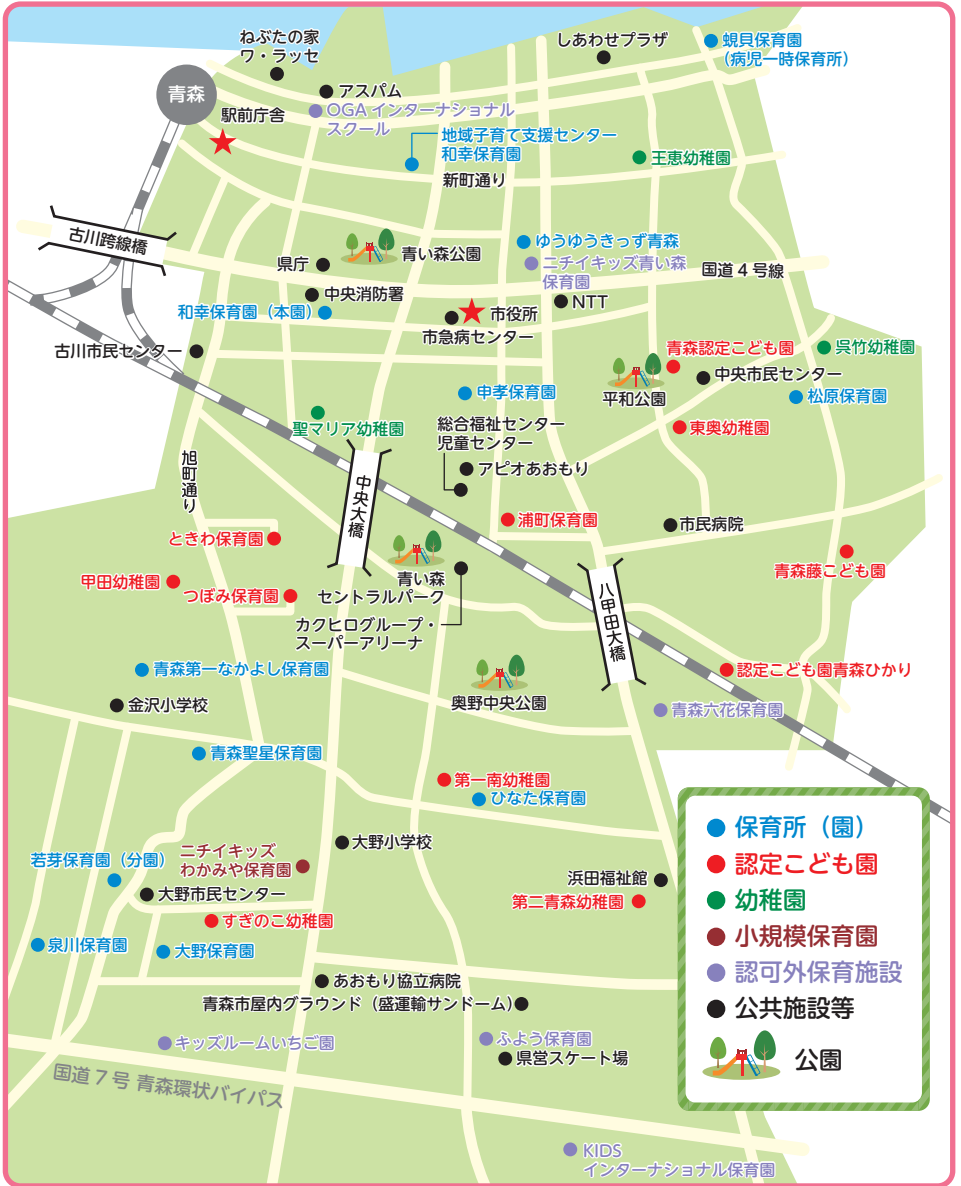 ねぶたの家
ワ・ラッセ
しあわせプラザ
蜆貝保育園
（病児一時保育所）
青森
アスパム
駅前庁舎
OGA インターナショナル
スクール
地域子育て支援センター
和幸保育園
王恵幼稚園
新町通り
古川跨線橋
ゆうゆうきっず青森
青い森公園
県庁
ニチイキッズ青い森
保育園
国道4号線
中央消防署
NTT
和幸保育園（本園）
市役所
市急病センター
古川市民センター
青森認定こども園
呉竹幼稚園
中央市民センター
平和公園
申孝保育園
松原保育園
聖マリア幼稚園
総合福祉センター
児童センター
東奥幼稚園
旭町通り
アピオあおもり
中央大橋
浦町保育園
市民病院
ときわ保育園
青森藤こども園
甲田幼稚園
つぼみ保育園
青い森
セントラルパーク
八甲田大橋
カクヒログループ・
スーパーアリーナ
青森第一なかよし保育園
認定こども園青森ひかり
金沢小学校
奥野中央公園
青森六花保育園
青森聖星保育園
第一南幼稚園
ひなた保育園
大野小学校
若芽保育園（分園）
ニチイキッズ
わかみや保育園
大野市民センター
浜田福祉館
第二青森幼稚園
すぎのこ幼稚園
泉川保育園
大野保育園
あおもり協立病院
青森市屋内グラウンド（盛運輸サンドーム）
キッズルームいちご園
ふよう保育園
県営スケート場
国道7号 青森環状バイパス
KIDS
インターナショナル保育園
保育所（園）
認定こども園
幼稚園
小規模保育園
認可外保育施設
公共施設等
公園